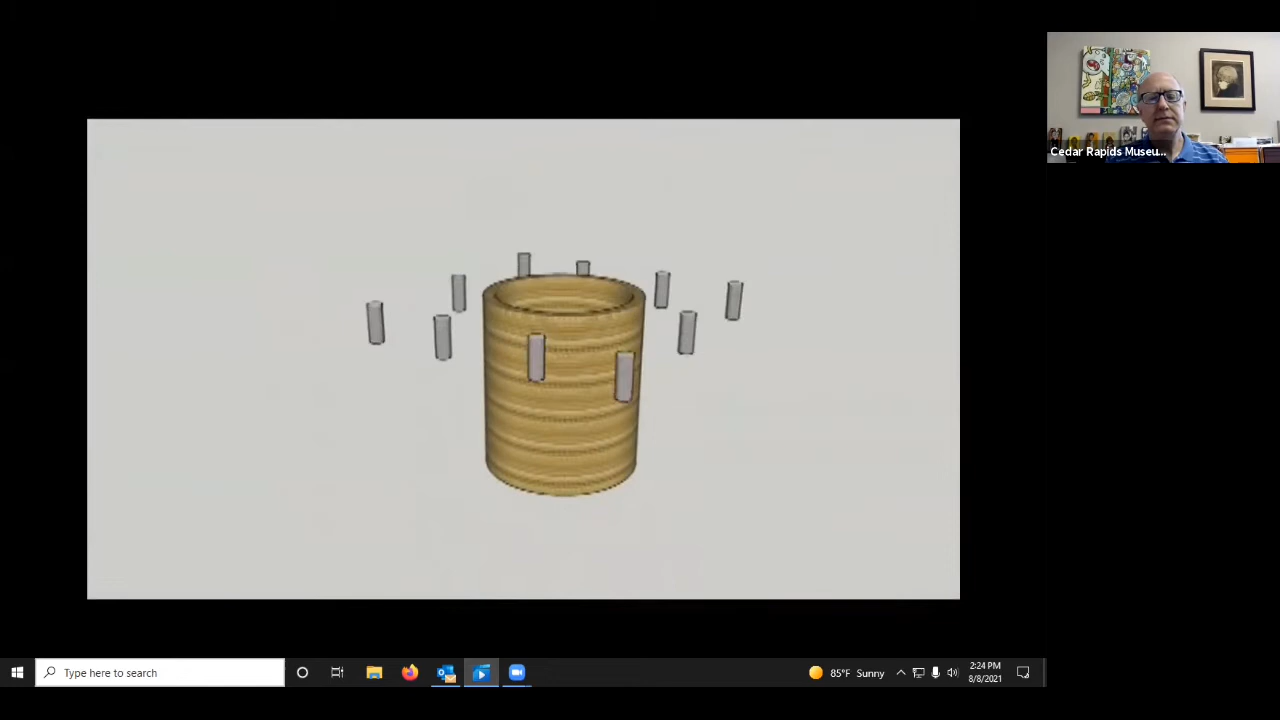 Cedar Rapids Museu...
Type here to search
85°F Sunny
2:24 PM
8/8/2021